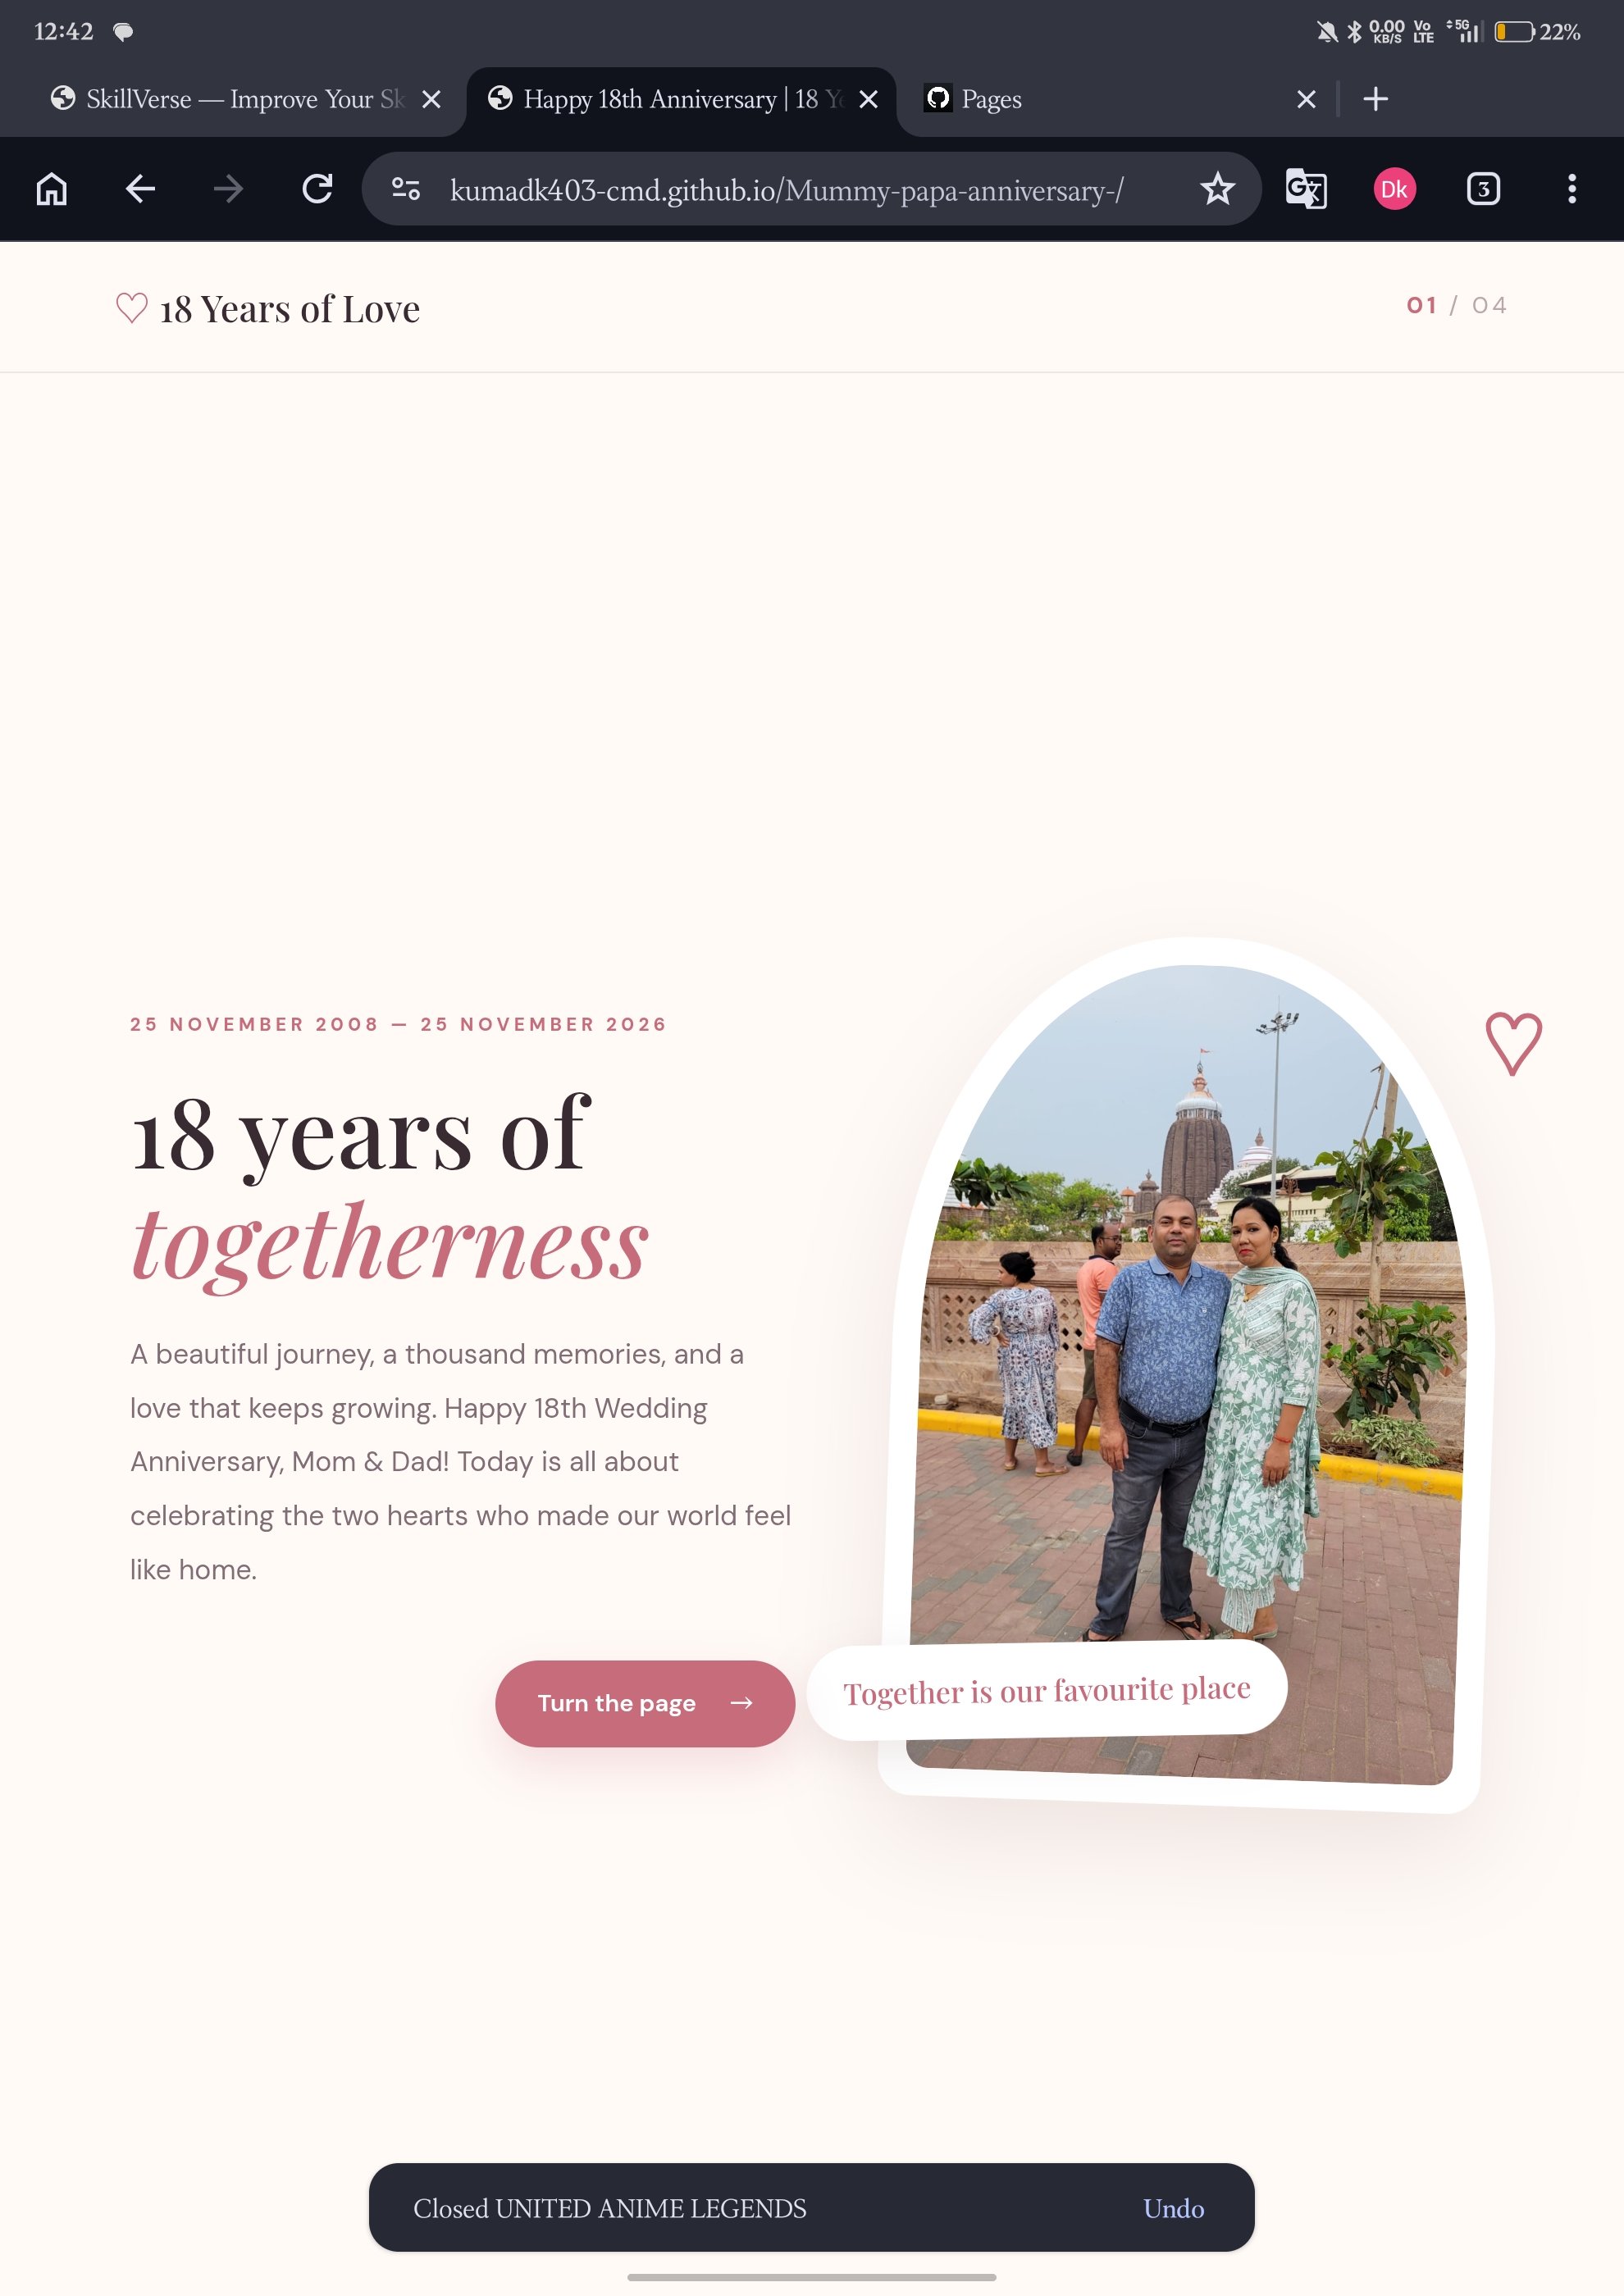 12:42
0.00 KB/S
Vo LTE
5G
22%
SkillVerse — Improve Your Sk
Happy 18th Anniversary | 18 Ye
Pages
kumadk403-cmd.github.io/Mummy-papa-anniversary-/
Dk
3
♡ 18 Years of Love
01 / 04
25 NOVEMBER 2008 — 25 NOVEMBER 2026
18 years of
togetherness
A beautiful journey, a thousand memories, and a
love that keeps growing. Happy 18th Wedding
Anniversary, Mom & Dad! Today is all about
celebrating the two hearts who made our world feel
like home.
Turn the page →
Together is our favourite place
Closed UNITED ANIME LEGENDS
Undo